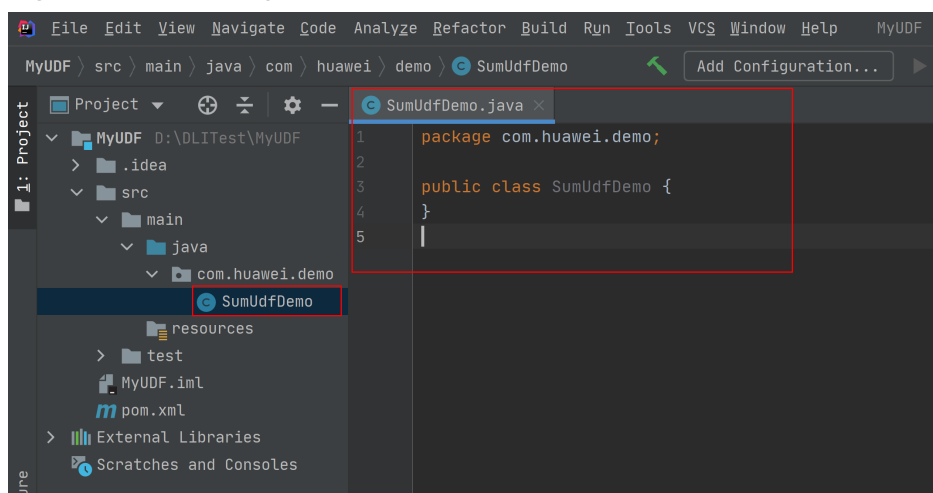 File Edit View Navigate Code Analyze Refactor Build Run Tools VCS Window Help MyUDF
MyUDF 〉 src 〉 main 〉 java 〉 com 〉 huawei 〉 demo 〉 SumUdfDemo Add Configuration...
1: Project
Project
MyUDF D:\DLITest\MyUDF
.idea
src
main
java
com.huawei.demo
SumUdfDemo
resources
test
MyUDF.iml
pom.xml
External Libraries
Scratches and Consoles
SumUdfDemo.java
1 package com.huawei.demo;
2
3 public class SumUdfDemo {
4 }
5